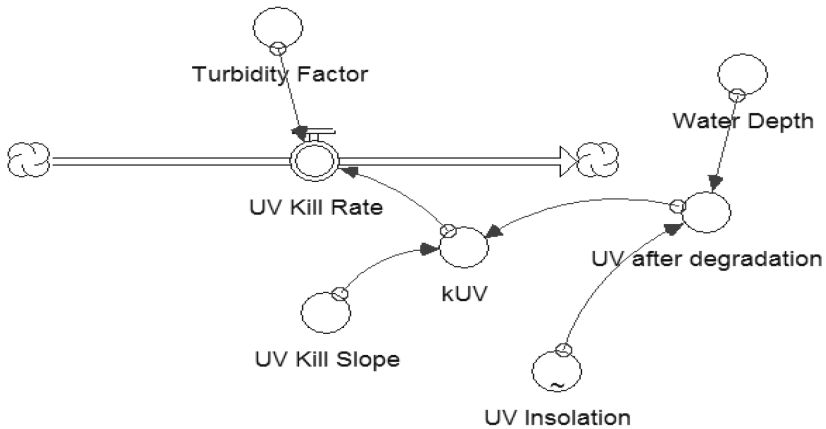 Turbidity Factor
Water Depth
UV Kill Rate
UV after degradation
kUV
UV Kill Slope
~
UV Insolation